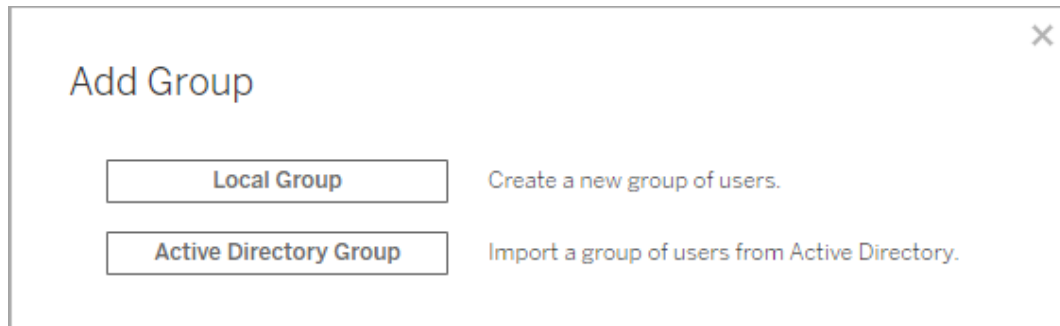 Add Group
Local Group Create a new group of users.
Active Directory Group Import a group of users from Active Directory.